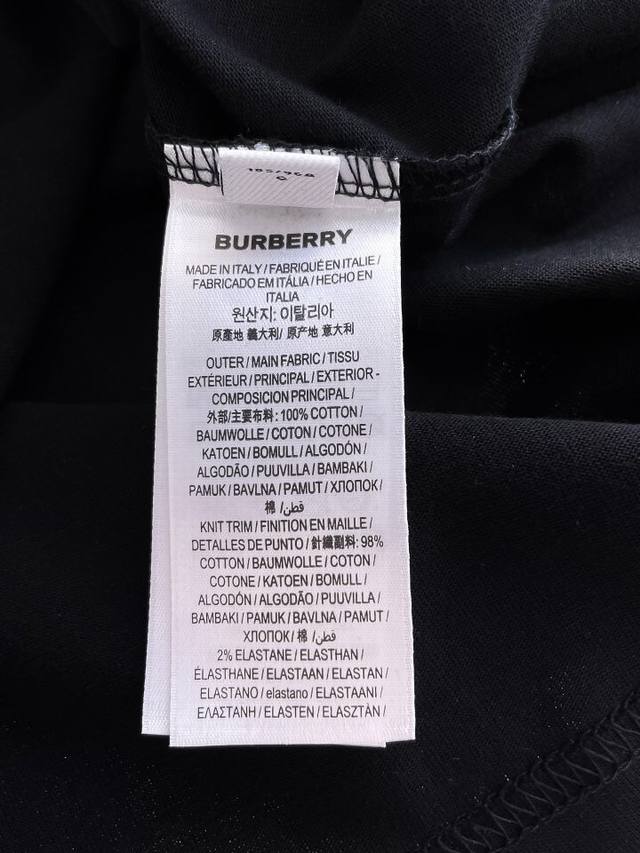 BURBERRY
MADE IN ITALY / FABRIQUÉ EN ITALIE /
FABRICADO EM ITÁLIA / HECHO EN
ITALIA
원산지: 이탈리아
原產地 義大利/ 原产地 意大利
OUTER / MAIN FABRIC / TISSU
EXTÉRIEUR / PRINCIPAL / EXTERIOR -
COMPOSICION PRINCIPAL /
外部/主要布料: 100% COTTON /
BAUMWOLLE / COTON / COTONE /
KATOEN / BOMULL / ALGODÓN /
ALGODÃO / PUUVILLA / BAMBAKI /
PAMUK / BAVLNA / PAMUT / ХЛОПОК /
棉 /قطن /
KNIT TRIM / FINITION EN MAILLE /
DETALLES DE PUNTO / 針織副料: 98%
COTTON / BAUMWOLLE / COTON /
COTONE / KATOEN / BOMULL /
ALGODÓN / ALGODÃO / PUUVILLA /
BAMBAKI / PAMUK / BAVLNA / PAMUT /
ХЛОПОК / 棉 /قطن /
2% ELASTANE / ELASTHAN /
ÉLASTHANE / ELASTAAN / ELASTAN /
ELASTANO / elastano / ELASTAANI /
ΕΛΑΣΤΑΝΗ / ELASTEN / ELASZTÀN /